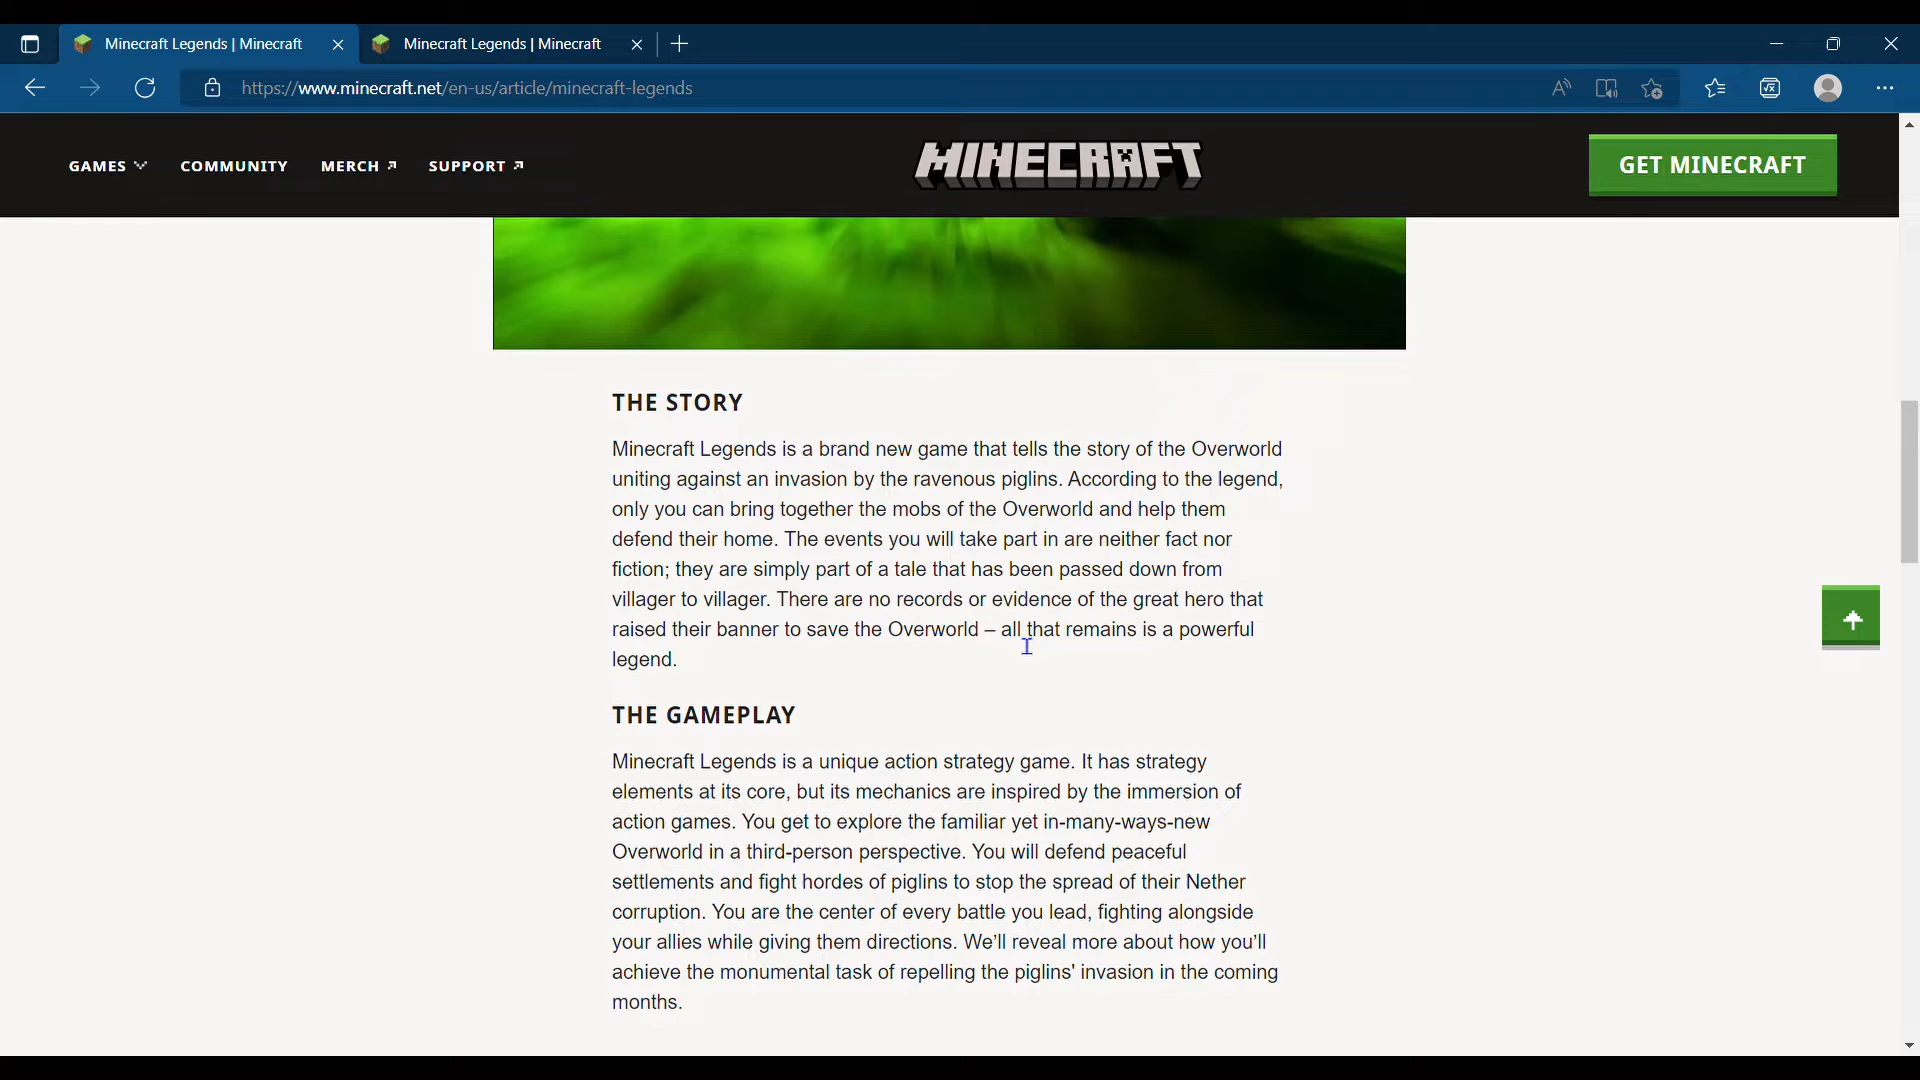 Minecraft Legends | Minecraft
Minecraft Legends | Minecraft
https://www.minecraft.net/en-us/article/minecraft-legends
GAMES
COMMUNITY
MERCH
SUPPORT
MINECRAFT
GET MINECRAFT
THE STORY
Minecraft Legends is a brand new game that tells the story of the Overworld
uniting against an invasion by the ravenous piglins. According to the legend,
only you can bring together the mobs of the Overworld and help them
defend their home. The events you will take part in are neither fact nor
fiction; they are simply part of a tale that has been passed down from
villager to villager. There are no records or evidence of the great hero that
raised their banner to save the Overworld – all that remains is a powerful
legend.
THE GAMEPLAY
Minecraft Legends is a unique action strategy game. It has strategy
elements at its core, but its mechanics are inspired by the immersion of
action games. You get to explore the familiar yet in-many-ways-new
Overworld in a third-person perspective. You will defend peaceful
settlements and fight hordes of piglins to stop the spread of their Nether
corruption. You are the center of every battle you lead, fighting alongside
your allies while giving them directions. We’ll reveal more about how you’ll
achieve the monumental task of repelling the piglins' invasion in the coming
months.